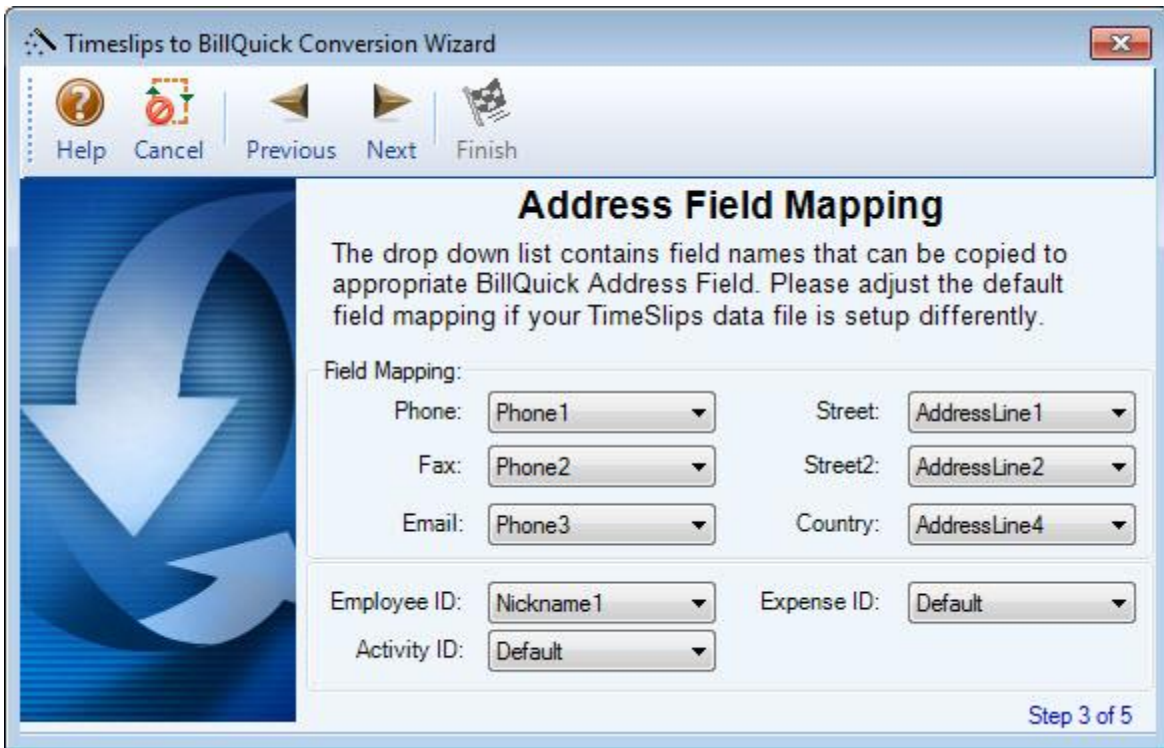 Timeslips to BillQuick Conversion Wizard
Help Cancel Previous Next Finish
Address Field Mapping
The drop down list contains field names that can be copied to
appropriate BillQuick Address Field. Please adjust the default
field mapping if your TimeSlips data file is setup differently.
Field Mapping:
Phone: Phone1 Street: AddressLine1
Fax: Phone2 Street2: AddressLine2
Email: Phone3 Country: AddressLine4
Employee ID: Nickname1 Expense ID: Default
Activity ID: Default
Step 3 of 5